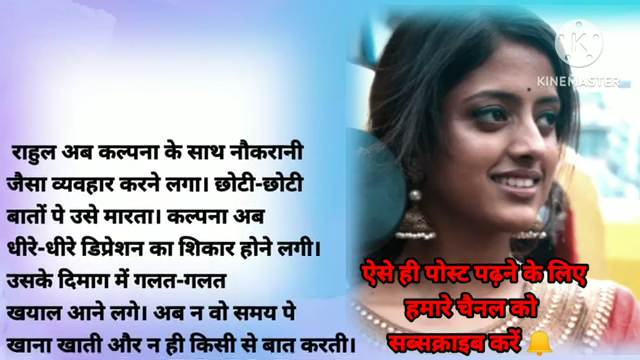 राहुल अब कल्पना के साथ नौकरानी
जैसा व्यवहार करने लगा। छोटी-छोटी
बातों पे उसे मारता। कल्पना अब
धीरे-धीरे डिप्रेशन का शिकार होने लगी।
उसके दिमाग में गलत-गलत
खयाल आने लगे। अब न वो समय पे
खाना खाती और न ही किसी से बात करती।
KINEMASTER
ऐसे ही पोस्ट पढ़ने के लिए
हमारे चैनल को
सब्सक्राइब करें